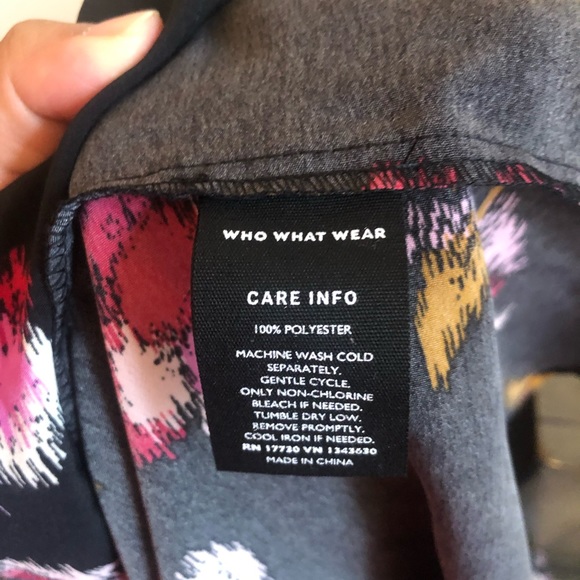 WHO WHAT WEAR
CARE INFO
100% POLYESTER
MACHINE WASH COLD
SEPARATELY.
GENTLE CYCLE.
ONLY NON-CHLORINE
BLEACH IF NEEDED.
TUMBLE DRY LOW.
REMOVE PROMPTLY.
COOL IRON IF NEEDED.
RN 17730 VN 1343630
MADE IN CHINA